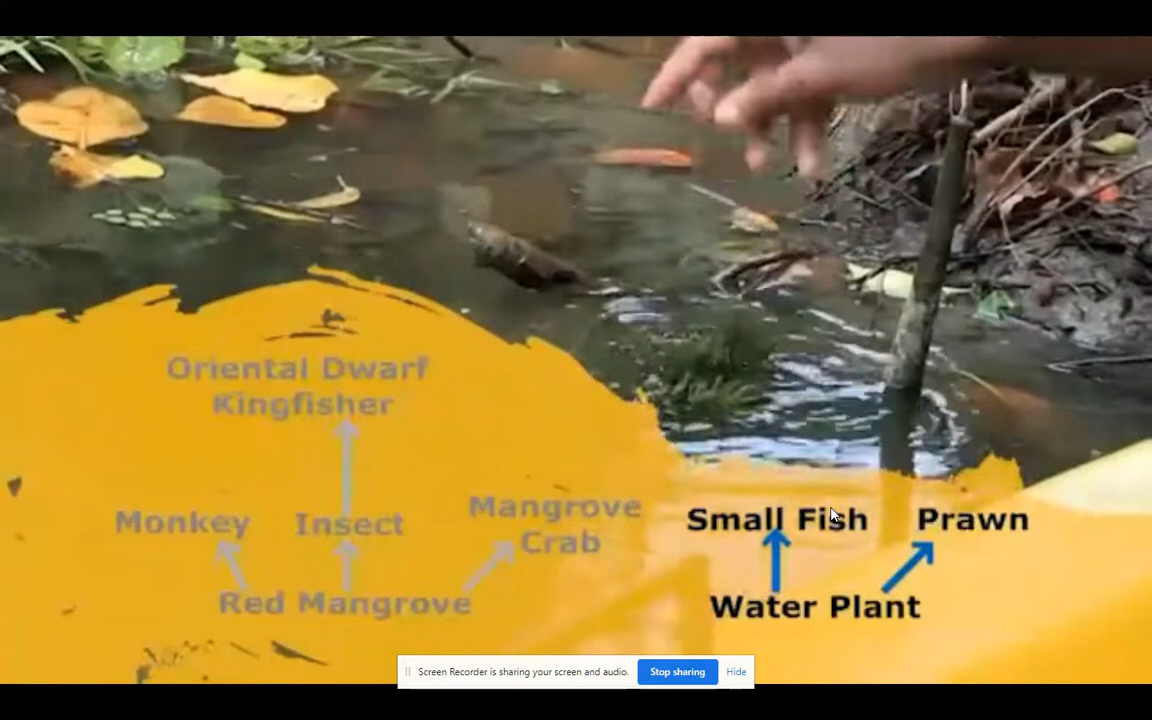 Oriental Dwarf
Kingfisher
Monkey
Insect
Mangrove
Crab
Red Mangrove
Small Fish
Prawn
Water Plant
Screen Recorder is sharing your screen and audio.
Stop sharing
Hide